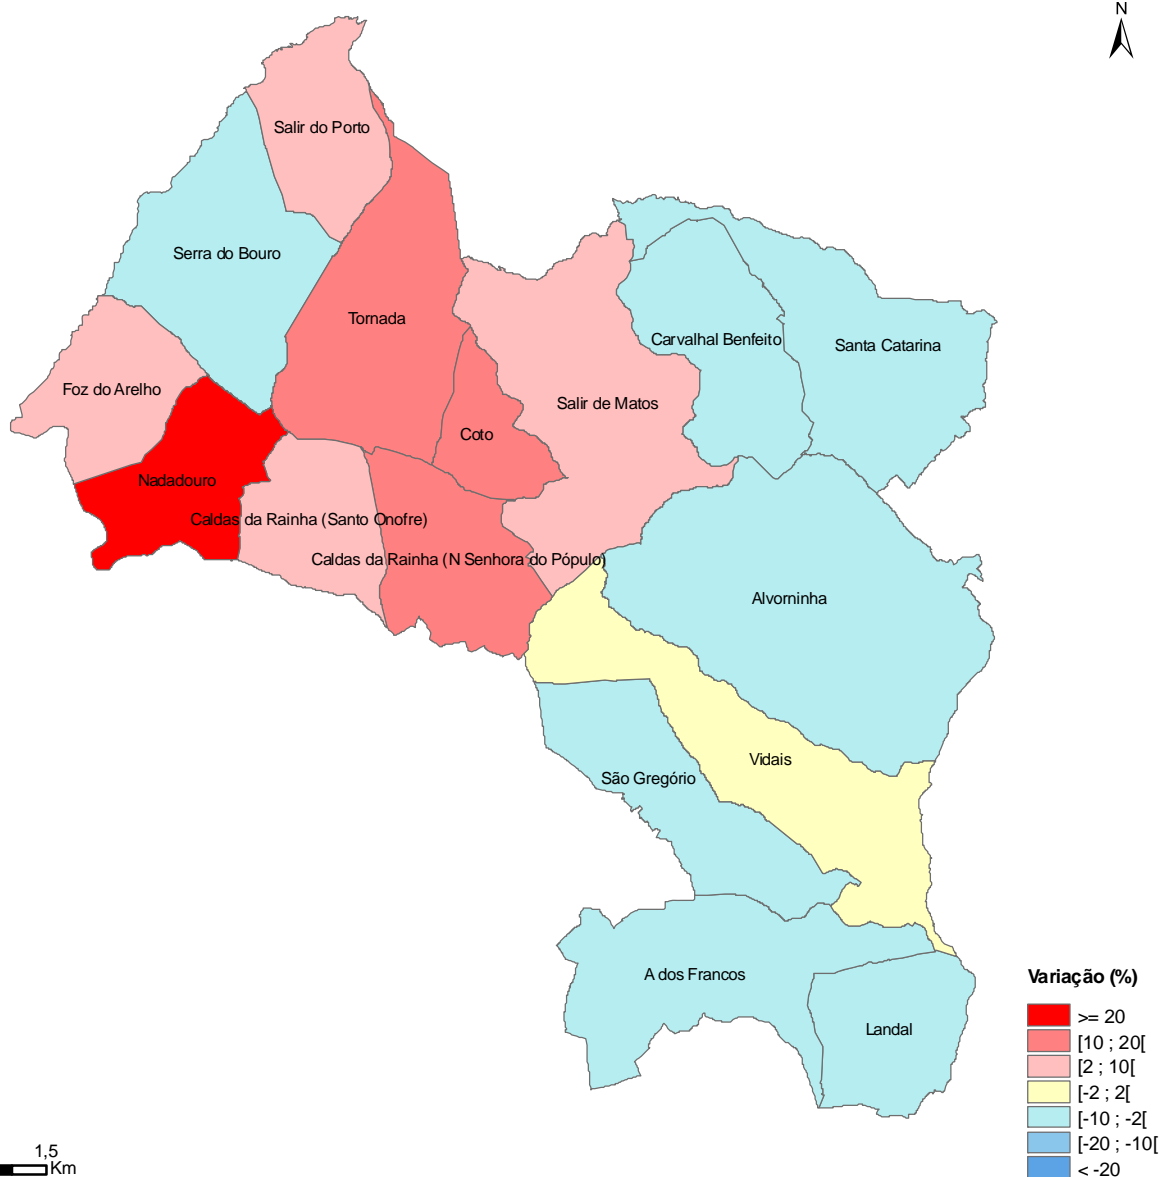 N
Salir do Porto
Serra do Bouro
Tornada
Carvalhal Benfeito
Santa Catarina
Foz do Arelho
Salir de Matos
Coto
Nadadouro
Caldas da Rainha (Santo Onofre)
Caldas da Rainha (N Senhora do Pópulo)
Alvorninha
Vidais
São Gregório
A dos Francos
Landal
Variação (%)
>= 20
[10 ; 20[
[2 ; 10[
[-2 ; 2[
[-10 ; -2[
[-20 ; -10[
< -20
1,5
Km